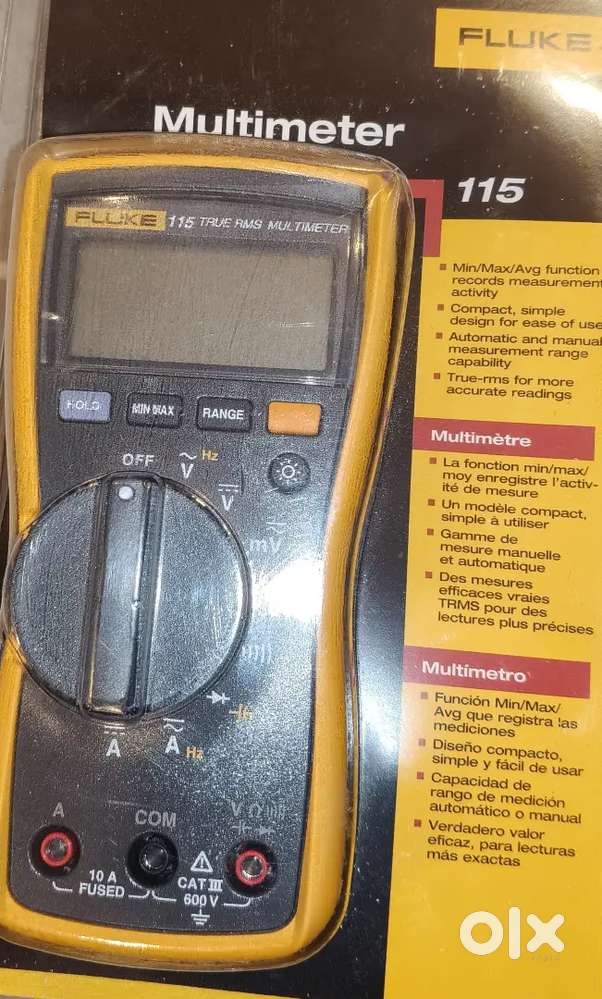 FLUKE
Multimeter
115
Min/Max/Avg function
records measurement
activity
Compact, simple
design for ease of use
Automatic and manual
measurement range
capability
True-rms for more
accurate readings
Multimètre
La fonction min/max/
moy enregistre l'activ-
ité de mesure
Un modèle compact,
simple à utiliser
Gamme de
mesure manuelle
et automatique
Des mesures
efficaces vraies
TRMS pour des
lectures plus précises
Multímetro
Función Min/Max/
Avg que registra las
mediciones
Diseño compacto,
simple y fácil de usar
Capacidad de
rango de medición
automático o manual
Verdadero valor
eficaz, para lecturas
más exactas
FLUKE 115 TRUE RMS MULTIMETER
HOLD MIN MAX RANGE
OFF V Hz
V
mV
A A Hz
A COM V Ω
10 A
FUSED
CAT III
600 V
olx